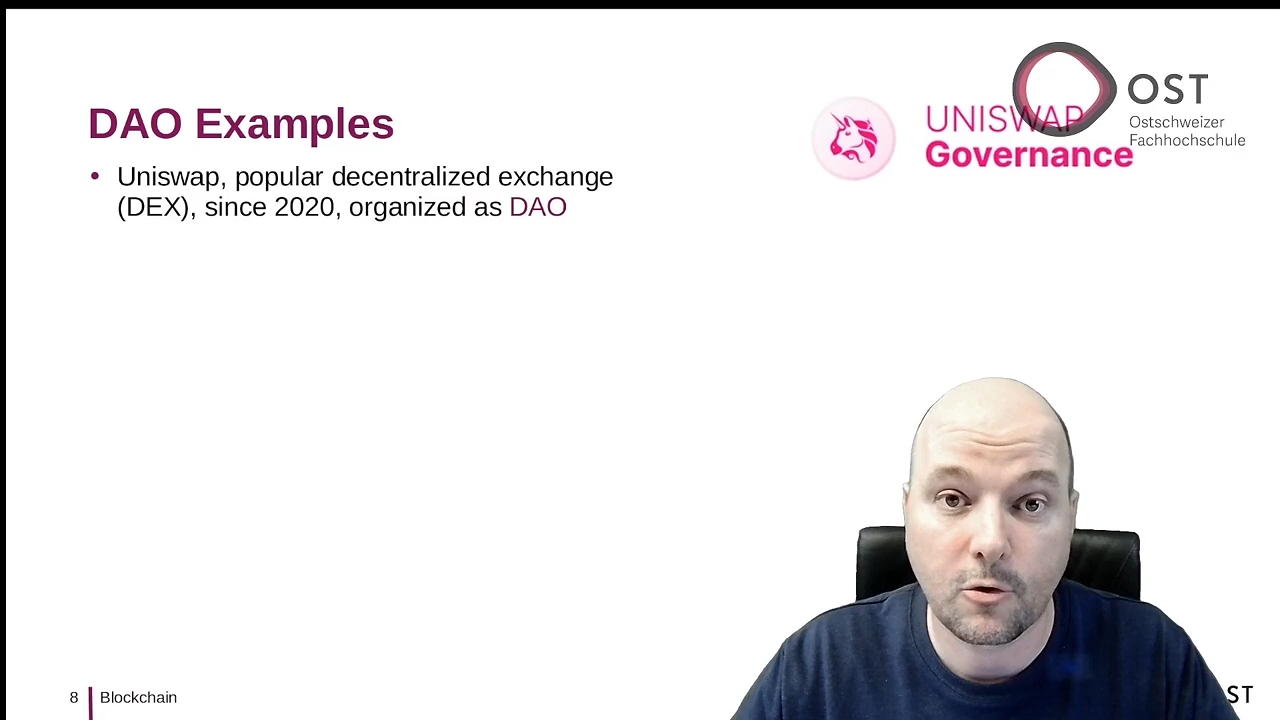 DAO Examples
• Uniswap, popular decentralized exchange
(DEX), since 2020, organized as DAO
UNISWAP
Governance
OST
Ostschweizer
Fachhochschule
8
Blockchain
ST